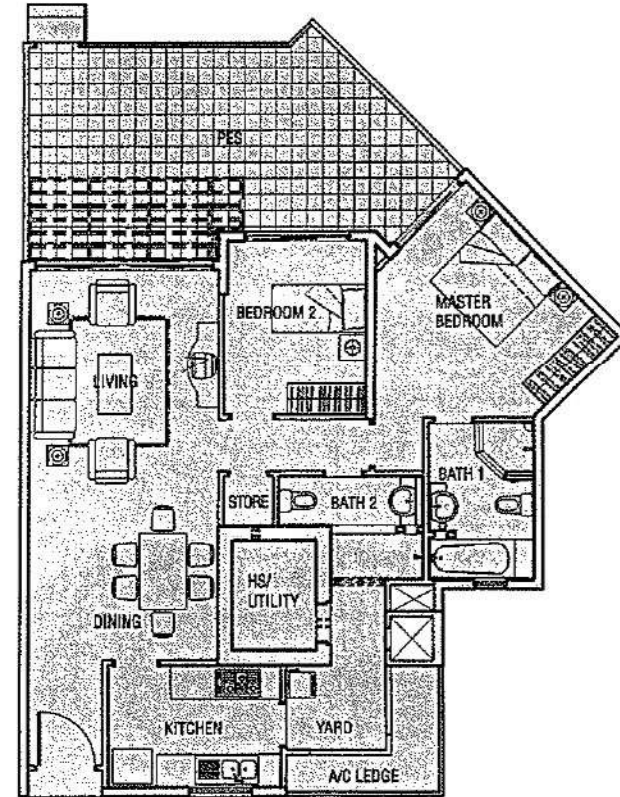 PES
BEDROOM 2
MASTER
BEDROOM
LIVING
BATH 1
STORE
BATH 2
HS/
UTILITY
DINING
KITCHEN
YARD
A/C LEDGE